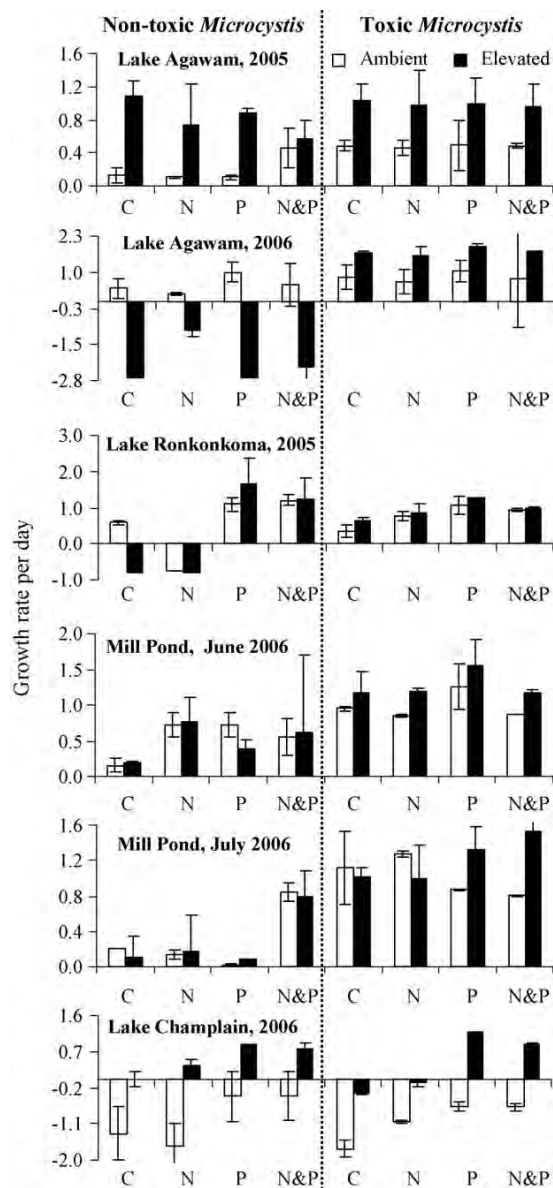 Non-toxic Microcystis Toxic Microcystis
Lake Agawam, 2005 Ambient Elevated
1.6
1.2
0.8
0.4
0.0
C N P N&P C N P N&P
Lake Agawam, 2006
2.3
1.0
-0.3
-1.5
-2.8
C N P N&P C N P N&P
Lake Ronkonkoma, 2005
3.0
2.0
1.0
0.0
-1.0
C N P N&P C N P N&P
Growth rate per day
Mill Pond, June 2006
2.0
1.5
1.0
0.5
0.0
C N P N&P C N P N&P
Mill Pond, July 2006
1.6
1.2
0.8
0.4
0.0
C N P N&P C N P N&P
Lake Champlain, 2006
1.6
0.7
-0.2
-1.1
-2.0
C N P N&P C N P N&P